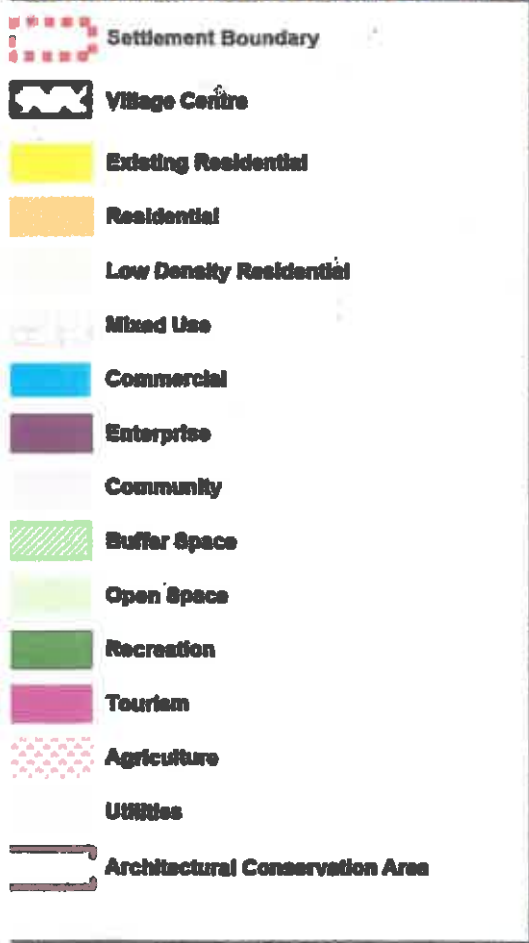 Settlement Boundary
Village Centre
Existing Residential
Residential
Low Density Residential
Mixed Use
Commercial
Enterprise
Community
Buffer Space
Open Space
Recreation
Tourism
Agriculture
Utilities
Architectural Conservation Area